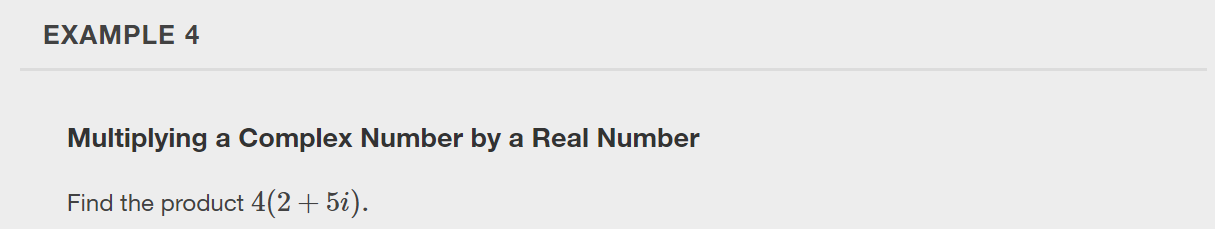 EXAMPLE 4
Multiplying a Complex Number by a Real Number
Find the product 4(2 + 5i).